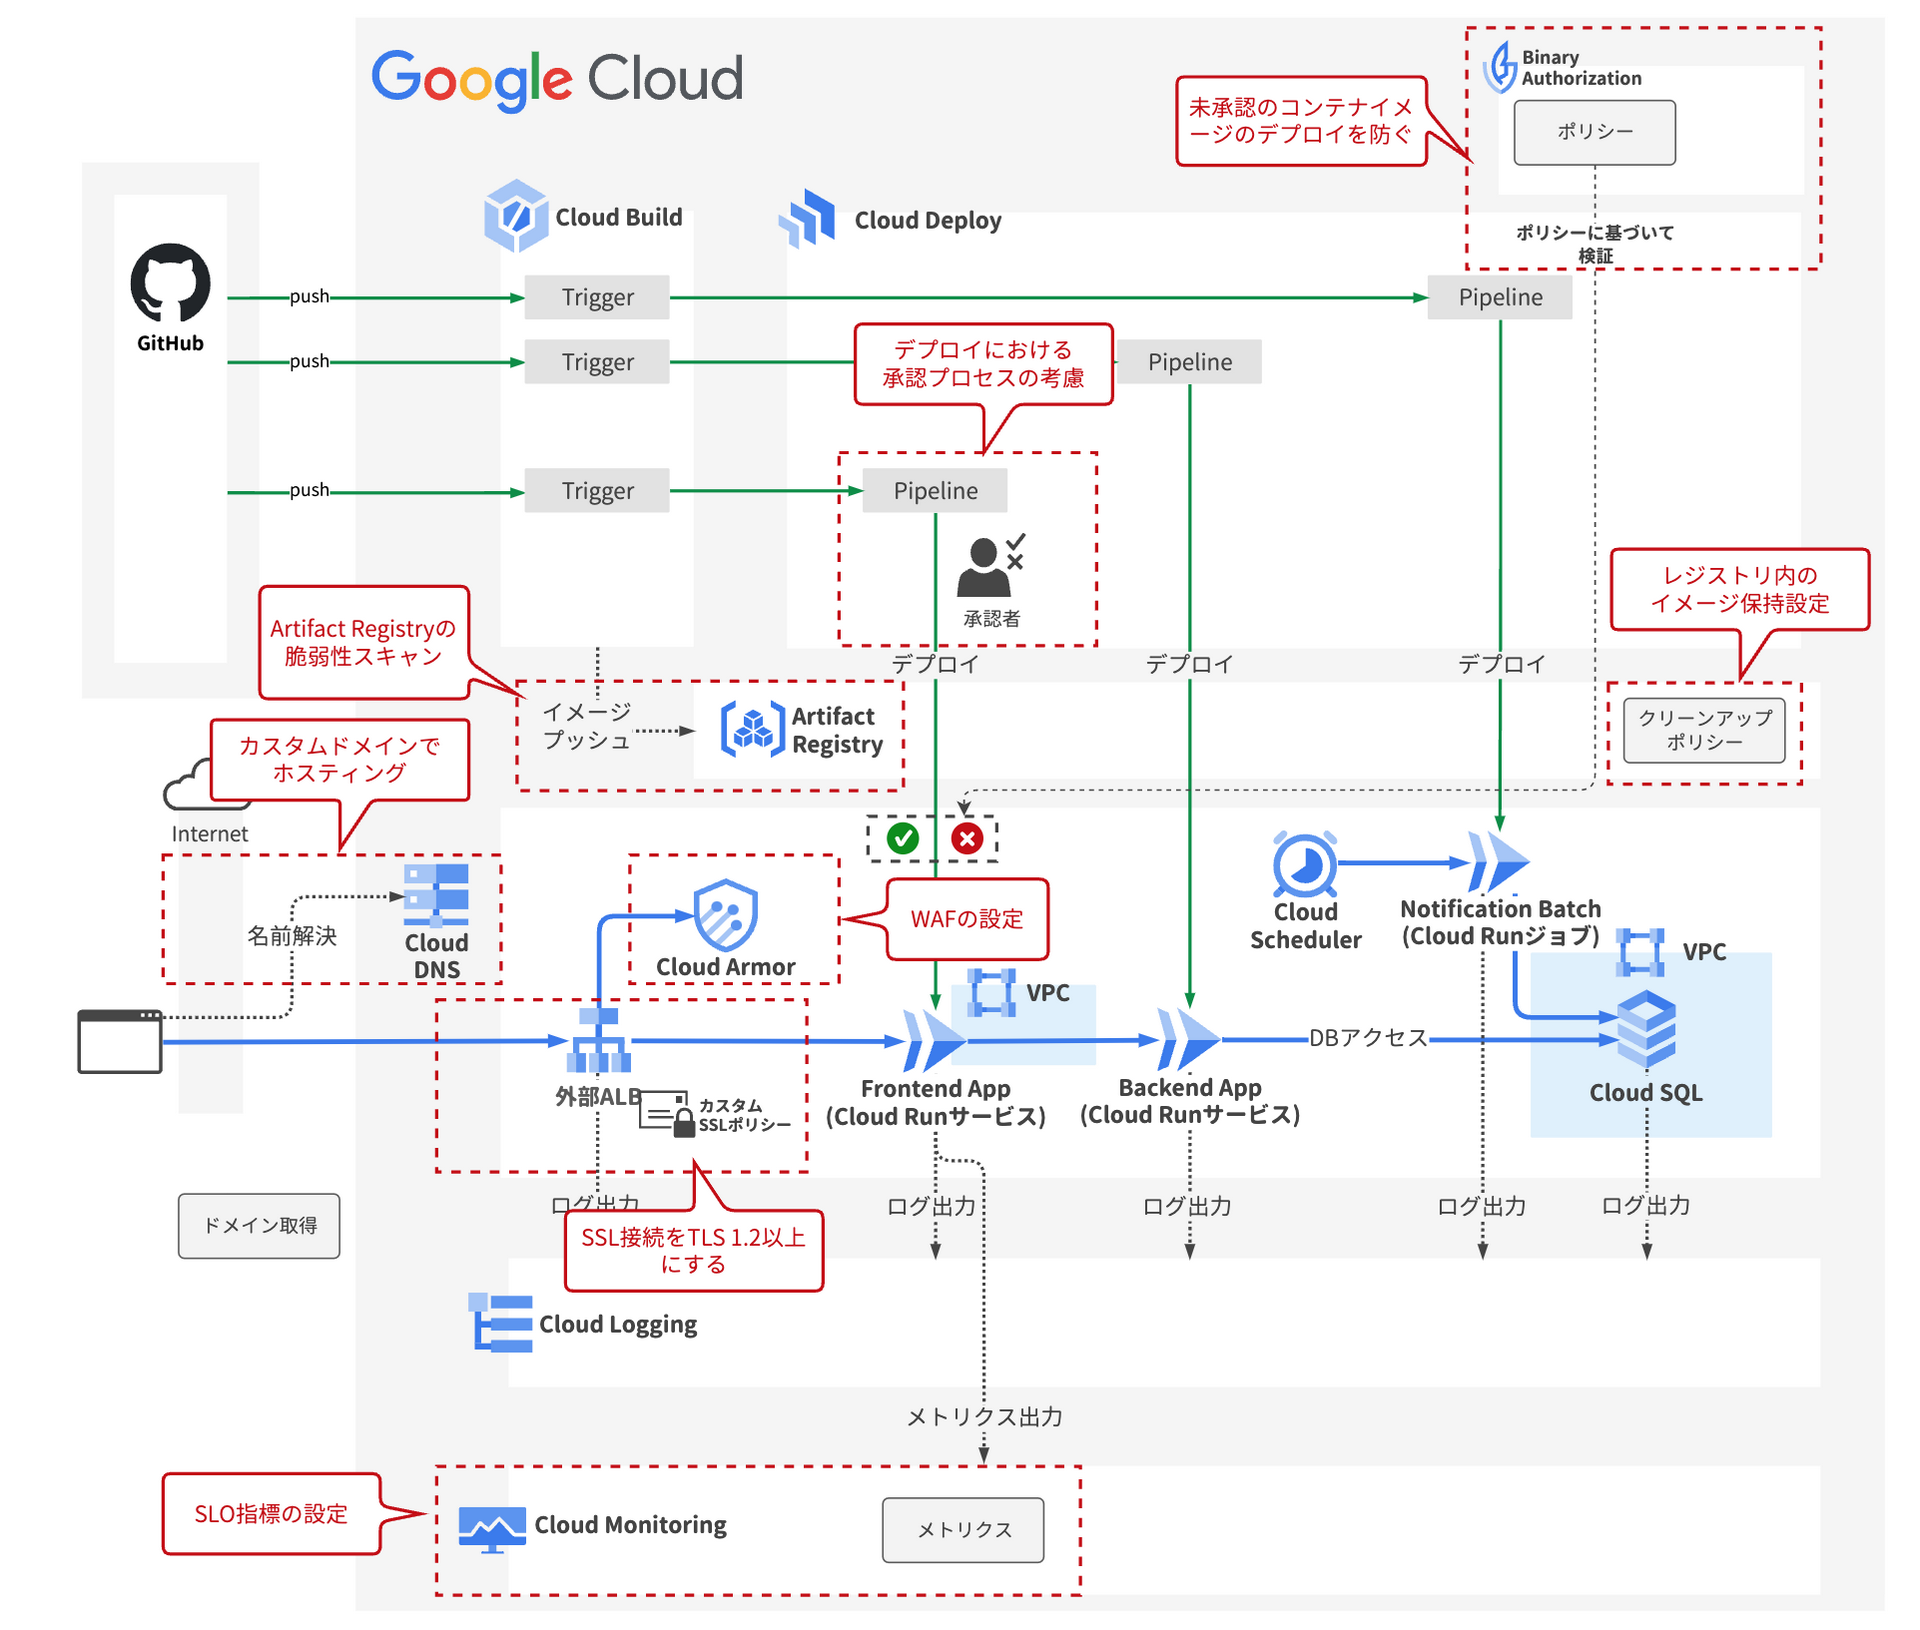 Google Cloud
Binary
Authorization
ポリシー
未承認のコンテナイメ
ージのデプロイを防ぐ
ポリシーに基づいて
検証
Cloud Build
Cloud Deploy
GitHub
push
Trigger
Pipeline
push
Trigger
デプロイにおける
承認プロセスの考慮
Pipeline
push
Trigger
Pipeline
承認者
レジストリ内の
イメージ保持設定
Artifact Registryの
脆弱性スキャン
デプロイ
デプロイ
デプロイ
イメージ
プッシュ
Artifact
Registry
クリーンアップ
ポリシー
カスタムドメインで
ホスティング
Internet
名前解決
Cloud
DNS
Cloud Armor
WAFの設定
Cloud
Scheduler
Notification Batch
(Cloud Runジョブ)
VPC
VPC
DBアクセス
外部ALB
カスタム
SSLポリシー
Frontend App
(Cloud Runサービス)
Backend App
(Cloud Runサービス)
Cloud SQL
ドメイン取得
ログ出力
ログ出力
ログ出力
ログ出力
ログ出力
SSL接続をTLS 1.2以上
にする
Cloud Logging
メトリクス出力
SLO指標の設定
Cloud Monitoring
メトリクス